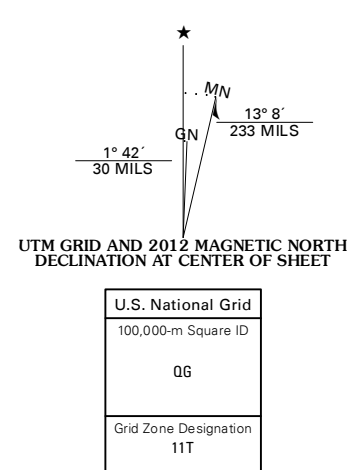 ★
MN
GN
13° 8´
233 MILS
1° 42´
30 MILS
UTM GRID AND 2012 MAGNETIC NORTH
DECLINATION AT CENTER OF SHEET
U.S. National Grid
100,000-m Square ID
QG
Grid Zone Designation
11T